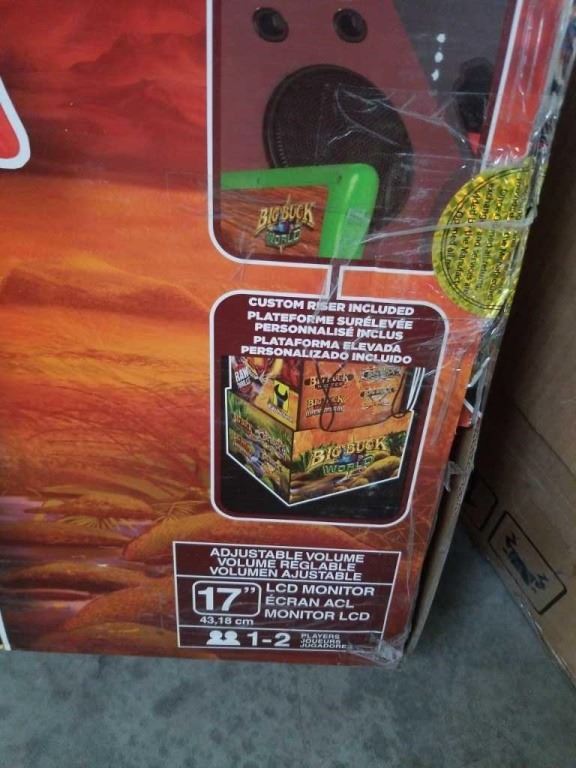 BIG BUCK
WORLD
CUSTOM RISER INCLUDED
PLATEFORME SURÉLEVÉE
PERSONNALISÉ INCLUS
PLATAFORMA ELEVADA
PERSONALIZADO INCLUIDO
BIG BUCK
WORLD
ADJUSTABLE VOLUME
VOLUME RÉGLABLE
VOLUMEN AJUSTABLE
17”
43,18 cm
LCD MONITOR
ÉCRAN ACL
MONITOR LCD
1-2
PLAYERS
JOUEURS
JUGADORES